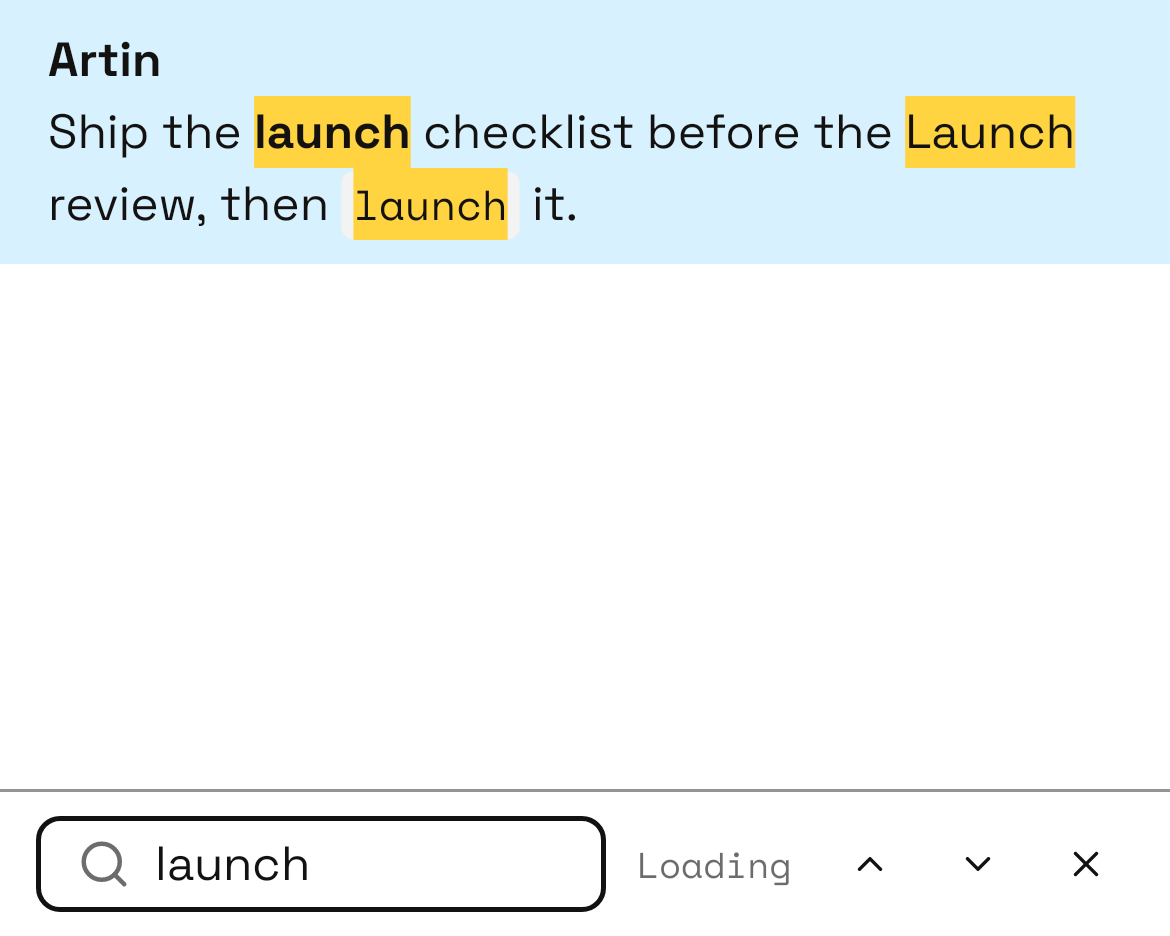 Artin
Ship the launch checklist before the Launch
review, then launch it.
launch
Loading